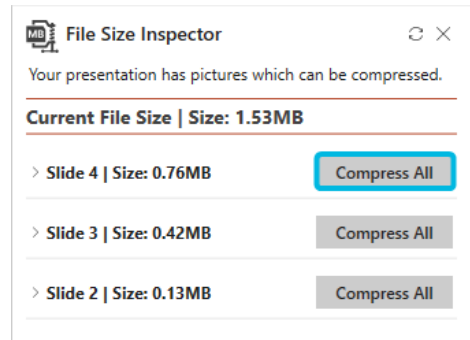 MB File Size Inspector
Your presentation has pictures which can be compressed.
Current File Size | Size: 1.53MB
Slide 4 | Size: 0.76MB Compress All
Slide 3 | Size: 0.42MB Compress All
Slide 2 | Size: 0.13MB Compress All